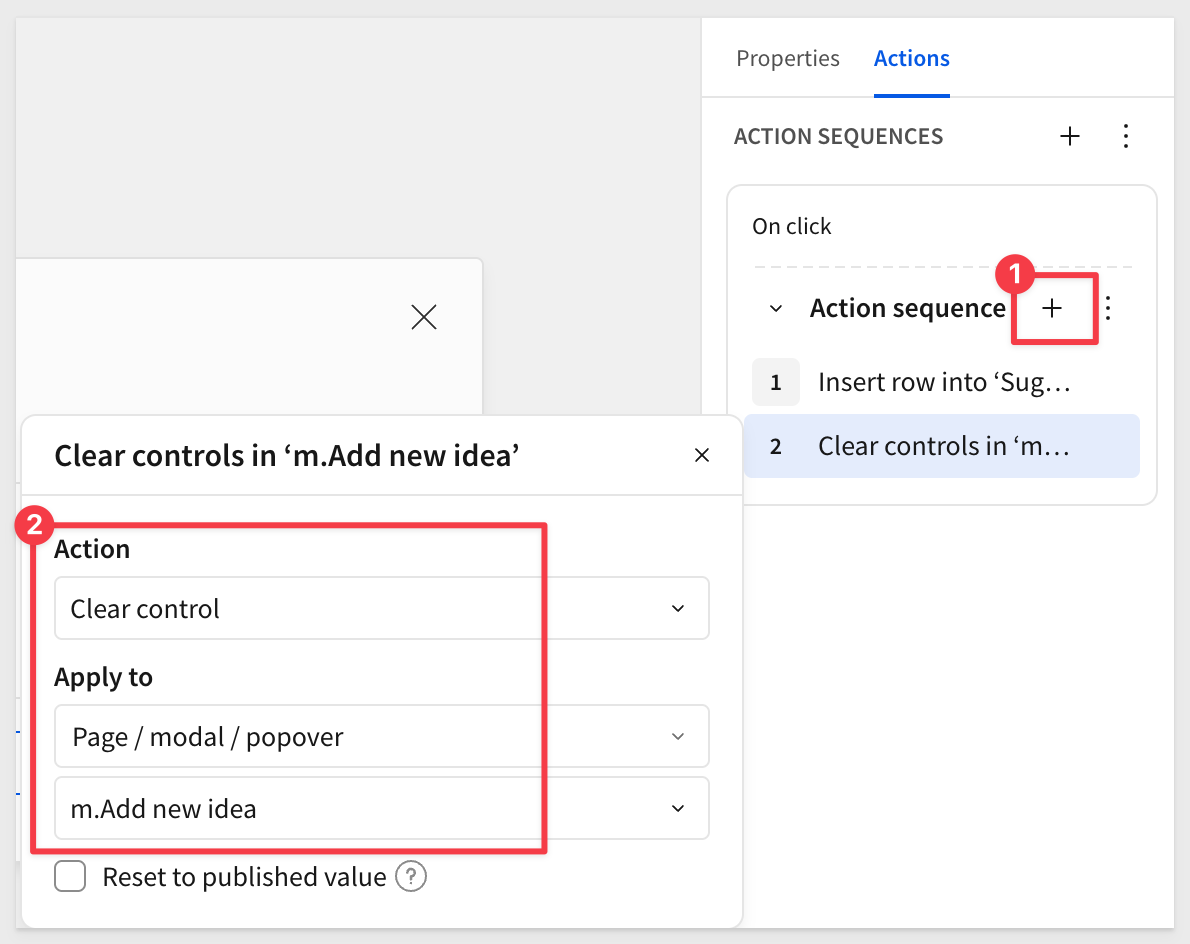 Properties Actions
ACTION SEQUENCES
On click
1
Action sequence
1 Insert row into ‘Sug…
2 Clear controls in ‘m…
Clear controls in ‘m.Add new idea’
2
Action
Clear control
Apply to
Page / modal / popover
m.Add new idea
Reset to published value ?